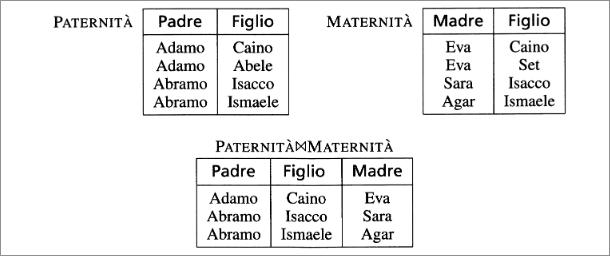 PATERNITÀ Padre Figlio
Adamo Caino
Adamo Abele
Abramo Isacco
Abramo Ismaele
MATERNITÀ Madre Figlio
Eva Caino
Eva Set
Sara Isacco
Agar Ismaele
PATERNITÀ⋈MATERNITÀ
Padre Figlio Madre
Adamo Caino Eva
Abramo Isacco Sara
Abramo Ismaele Agar